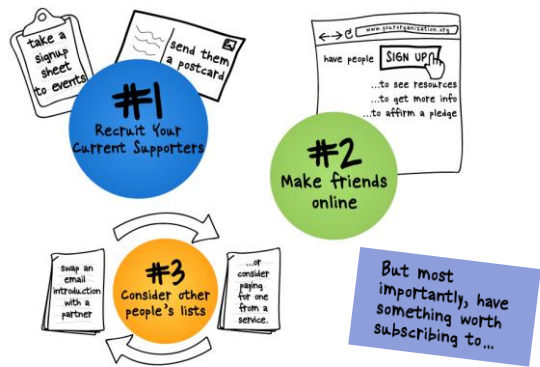 take a
signup
sheet
to events
send them
a postcard
#1
Recruit Your
Current Supporters
www.yourorganization.org
have people SIGN UP
...to see resources
...to get more info
...to affirm a pledge
#2
Make friends
online
#3
Consider other
people's lists
swap an
email
introduction
with a
partner
...or
consider
paying
for one
from a
service.
But most
importantly, have
something worth
subscribing to...